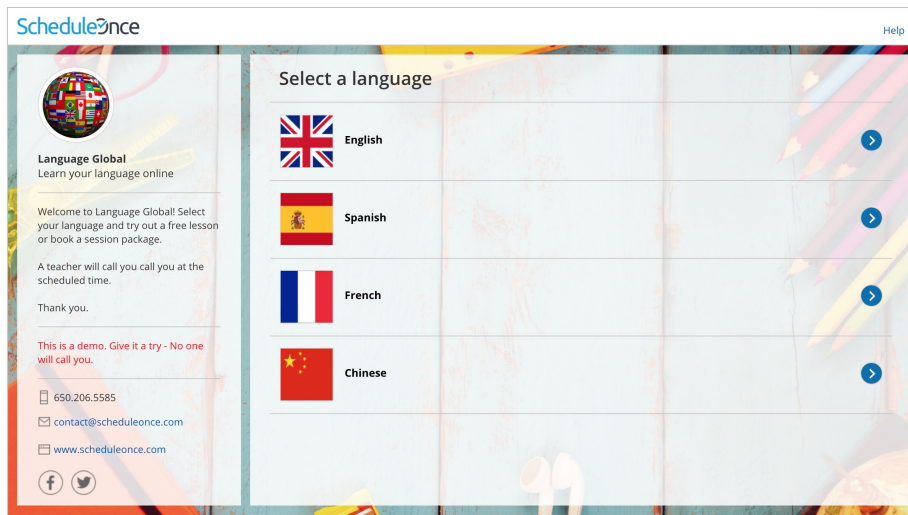 ScheduleOnce
Help
Language Global
Learn your language online
Welcome to Language Global! Select
your language and try out a free lesson
or book a session package.
A teacher will call you call you at the
scheduled time.
Thank you.
This is a demo. Give it a try - No one
will call you.
650.206.5585
contact@scheduleonce.com
www.scheduleonce.com
Select a language
English
Spanish
French
Chinese